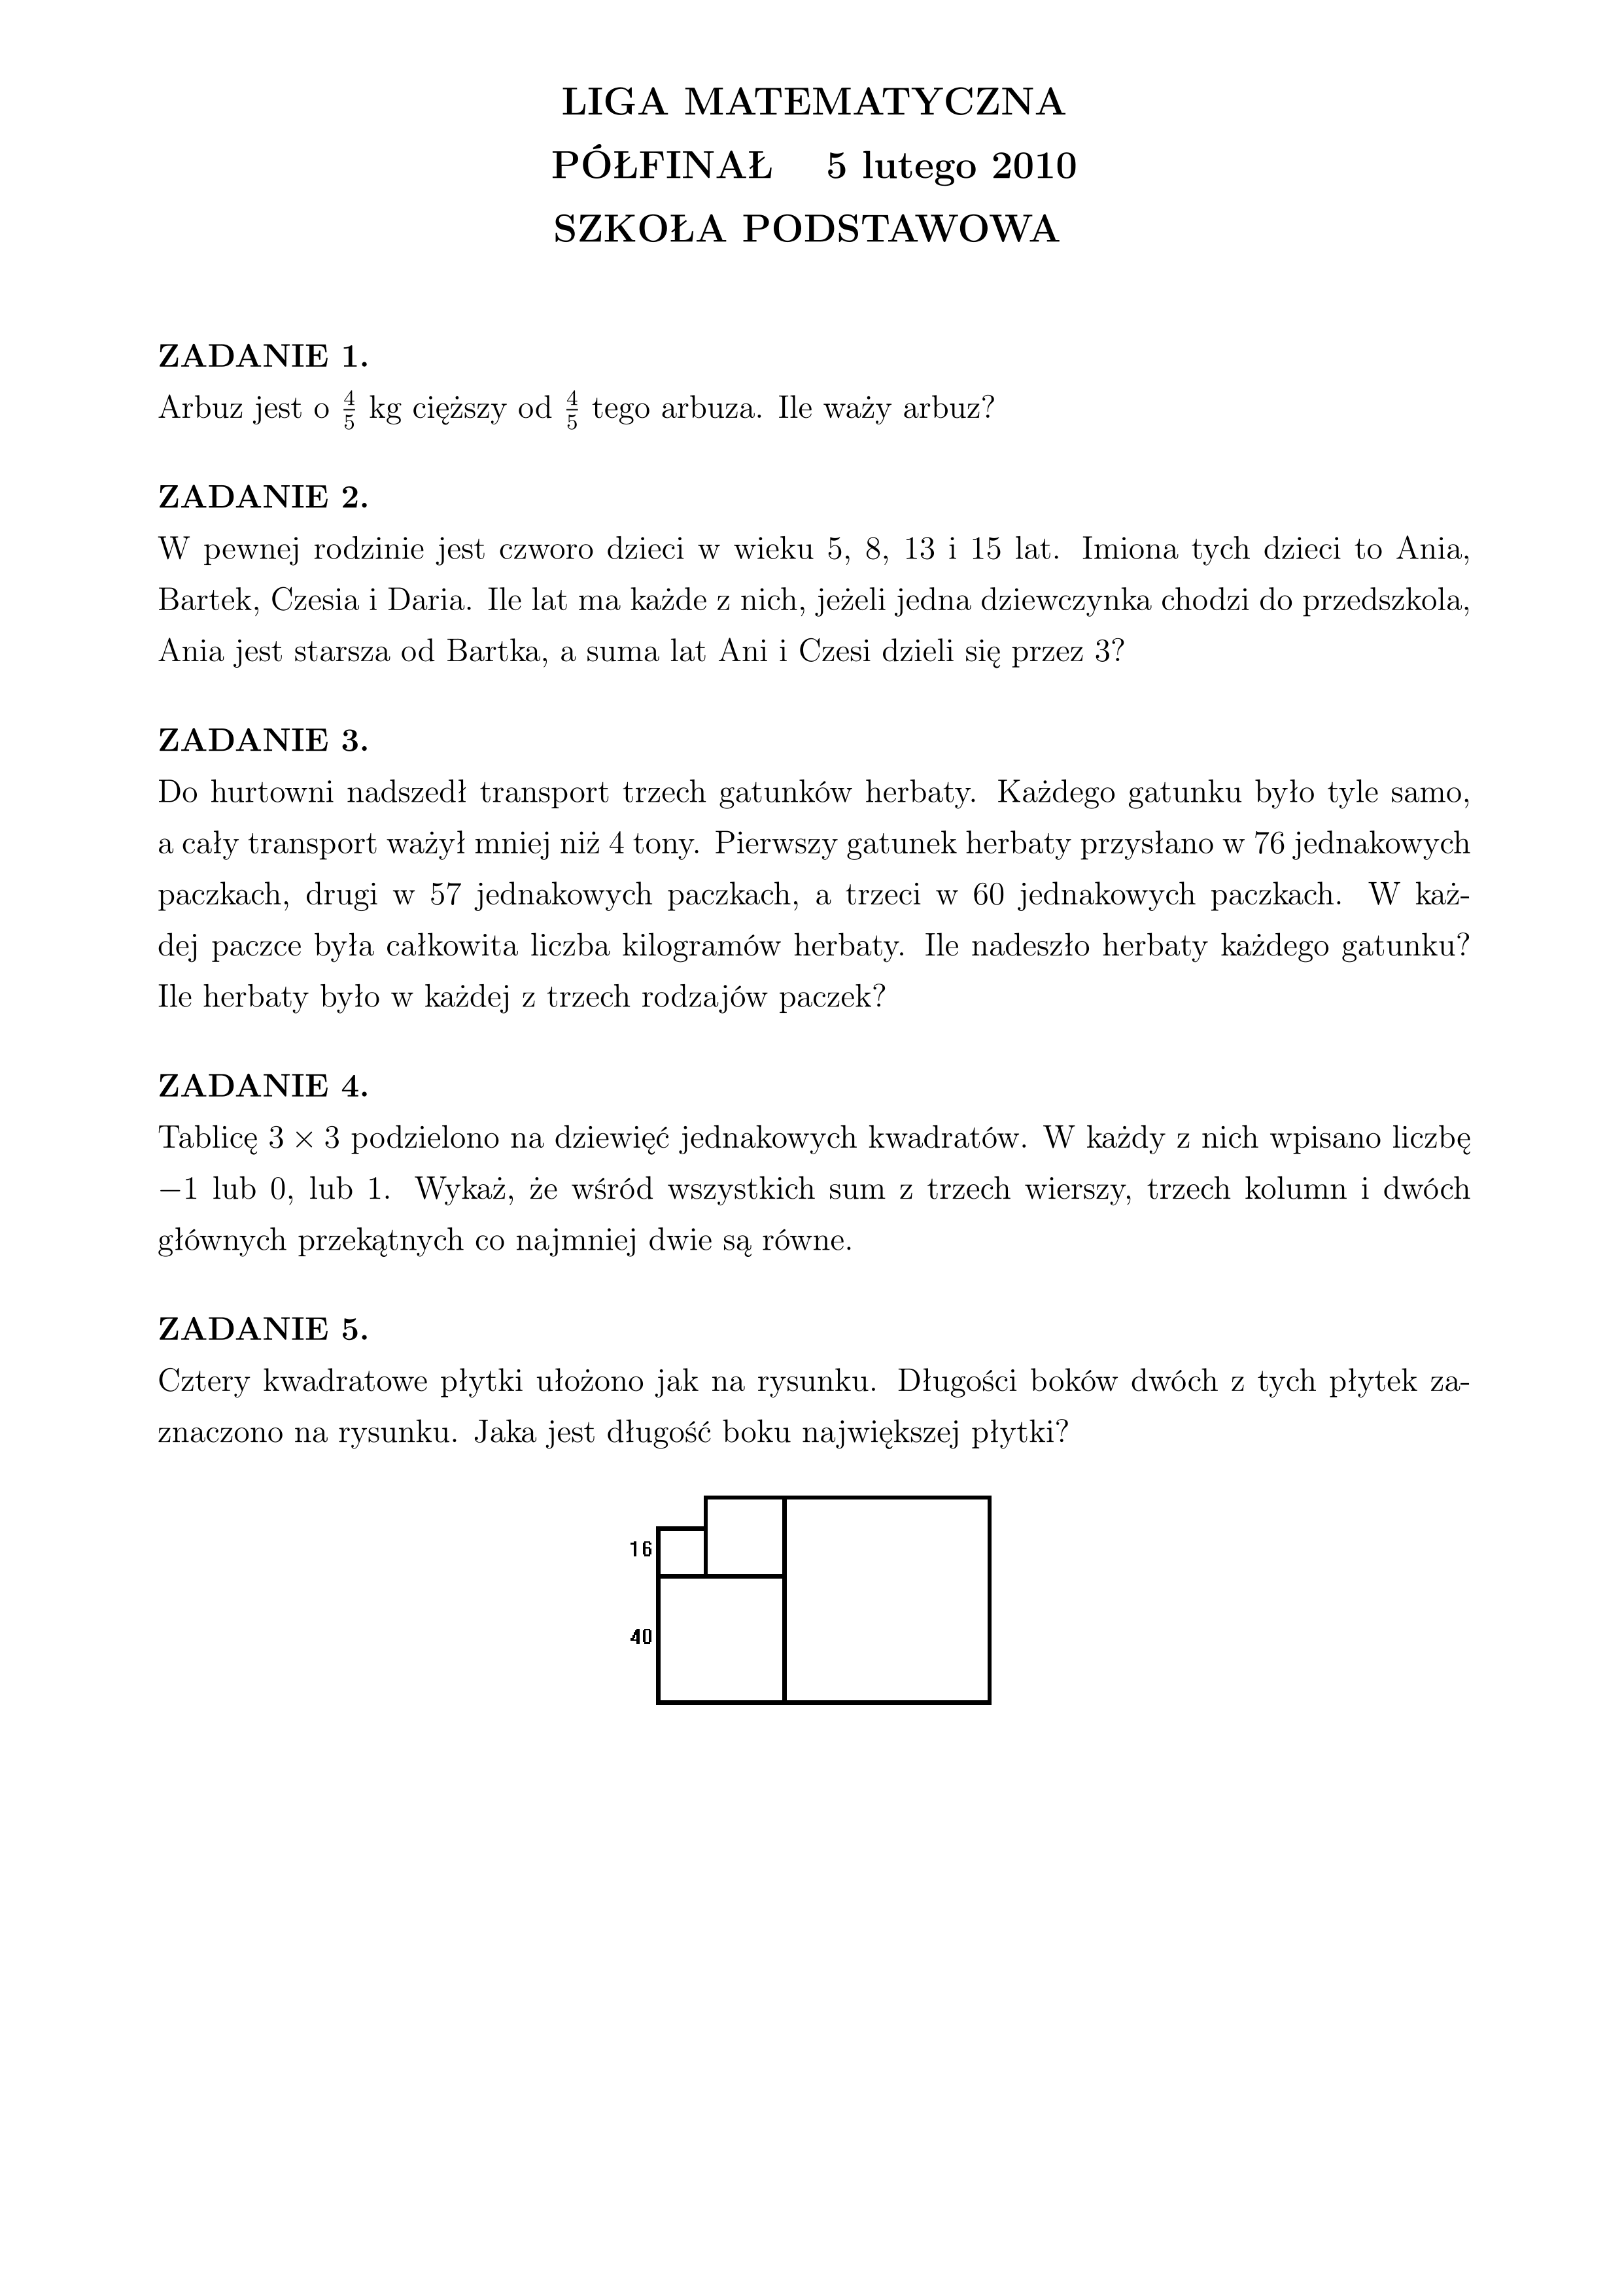 LIGA MATEMATYCZNA
PÓŁFINAŁ 5 lutego 2010
SZKOŁA PODSTAWOWA
ZADANIE 1.
Arbuz jest o 4/5 kg cięższy od 4/5 tego arbuza. Ile waży arbuz?
ZADANIE 2.
W pewnej rodzinie jest czworo dzieci w wieku 5, 8, 13 i 15 lat. Imiona tych dzieci to Ania,
Bartek, Czesia i Daria. Ile lat ma każde z nich, jeżeli jedna dziewczynka chodzi do przedszkola,
Ania jest starsza od Bartka, a suma lat Ani i Czesi dzieli się przez 3?
ZADANIE 3.
Do hurtowni nadszedł transport trzech gatunków herbaty. Każdego gatunku było tyle samo,
a cały transport ważył mniej niż 4 tony. Pierwszy gatunek herbaty przysłano w 76 jednakowych
paczkach, drugi w 57 jednakowych paczkach, a trzeci w 60 jednakowych paczkach. W każ-
dej paczce była całkowita liczba kilogramów herbaty. Ile nadeszło herbaty każdego gatunku?
Ile herbaty było w każdej z trzech rodzajów paczek?
ZADANIE 4.
Tablicę 3 × 3 podzielono na dziewięć jednakowych kwadratów. W każdy z nich wpisano liczbę
−1 lub 0, lub 1. Wykaż, że wśród wszystkich sum z trzech wierszy, trzech kolumn i dwóch
głównych przekątnych co najmniej dwie są równe.
ZADANIE 5.
Cztery kwadratowe płytki ułożono jak na rysunku. Długości boków dwóch z tych płytek za-
znaczono na rysunku. Jaka jest długość boku największej płytki?
16
40